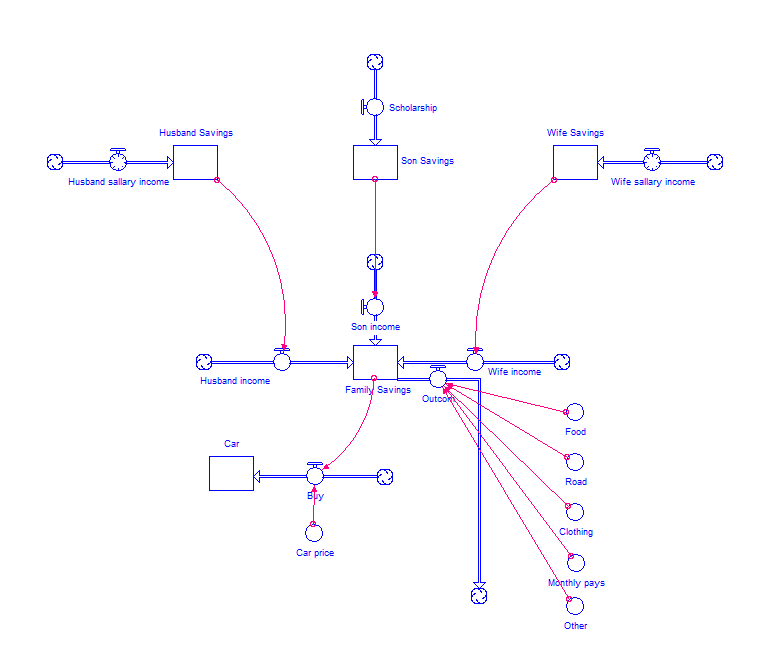 Scholarship
Husband Savings
Wife Savings
Son Savings
Husband sallary income
Wife sallary income
Son income
Wife income
Husband income
Family Savings
Outcom
Food
Car
Road
Buy
Clothing
Car price
Monthly pays
Other